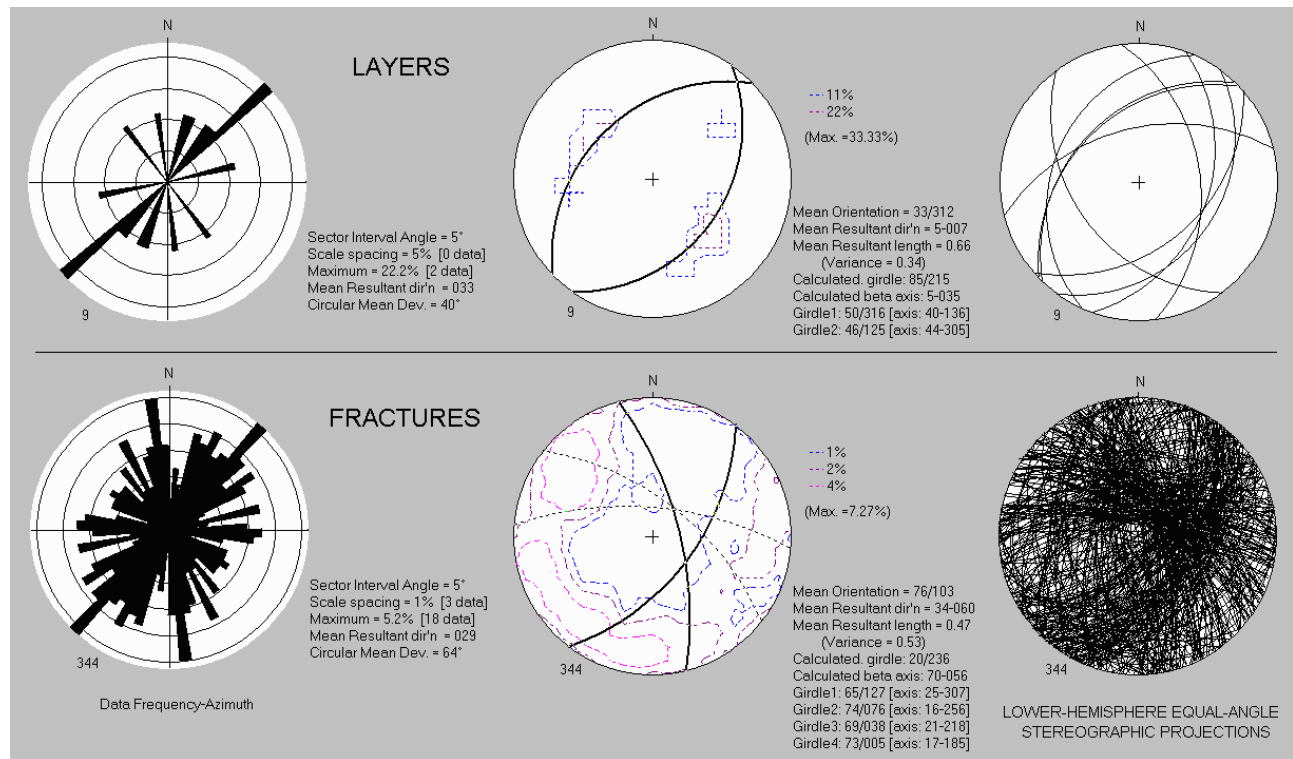 N
LAYERS
Sector Interval Angle = 5°
Scale spacing = 5% [0 data]
Maximum = 22.2% [2 data]
Mean Resultant dir'n = 033
Circular Mean Dev. = 40°
9
N
11%
22%
(Max. =33.33%)
Mean Orientation = 33/312
Mean Resultant dir'n = 5-007
Mean Resultant length = 0.66
(Variance = 0.34)
Calculated. girdle: 85/215
Calculated beta axis: 5-035
Girdle1: 50/316 [axis: 40-136]
Girdle2: 46/125 [axis: 44-305]
9
N
9
N
FRACTURES
Sector Interval Angle = 5°
Scale spacing = 1% [3 data]
Maximum = 5.2% [18 data]
Mean Resultant dir'n = 029
Circular Mean Dev. = 64°
344
Data Frequency-Azimuth
N
1%
2%
4%
(Max. =7.27%)
Mean Orientation = 76/103
Mean Resultant dir'n = 34-060
Mean Resultant length = 0.47
(Variance = 0.53)
Calculated. girdle: 20/236
Calculated beta axis: 70-056
Girdle1: 65/127 [axis: 25-307]
Girdle2: 74/076 [axis: 16-256]
Girdle3: 69/038 [axis: 21-218]
Girdle4: 73/005 [axis: 17-185]
344
N
344
LOWER-HEMISPHERE EQUAL-ANGLE
STEREOGRAPHIC PROJECTIONS